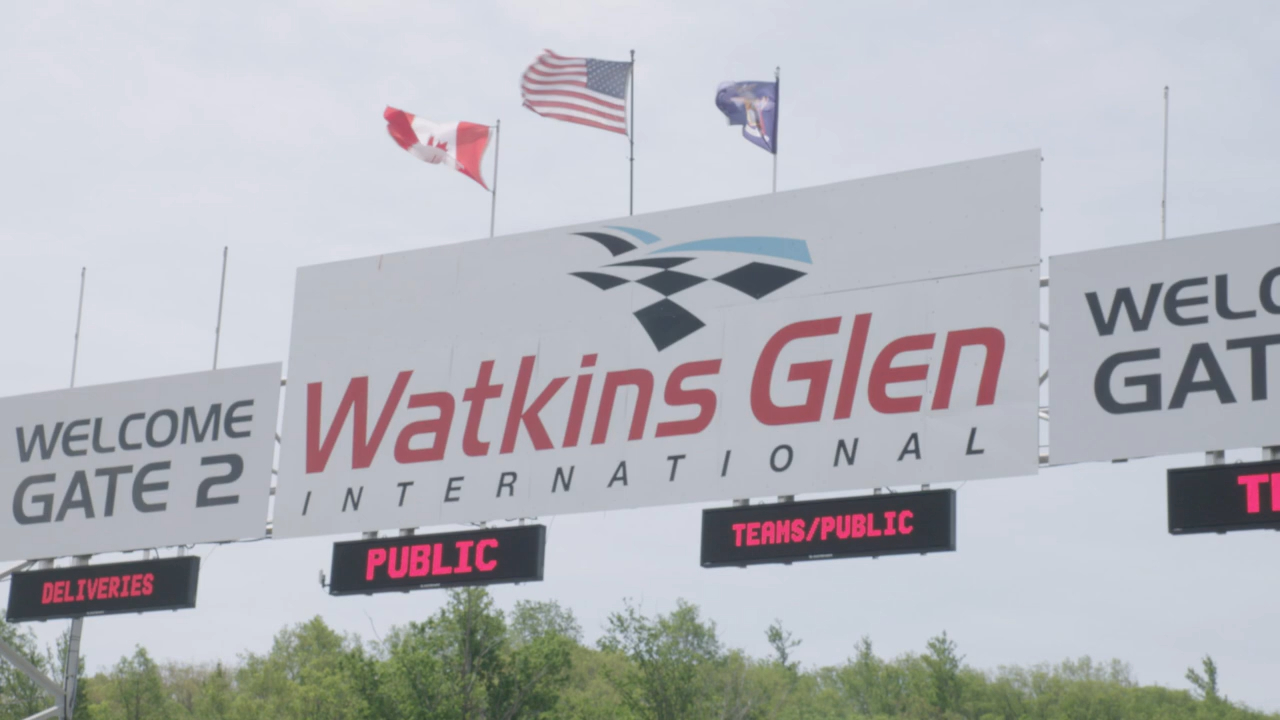 WELCOME
GATE 2
Watkins Glen
INTERNATIONAL
DELIVERIES
PUBLIC
TEAMS/PUBLIC